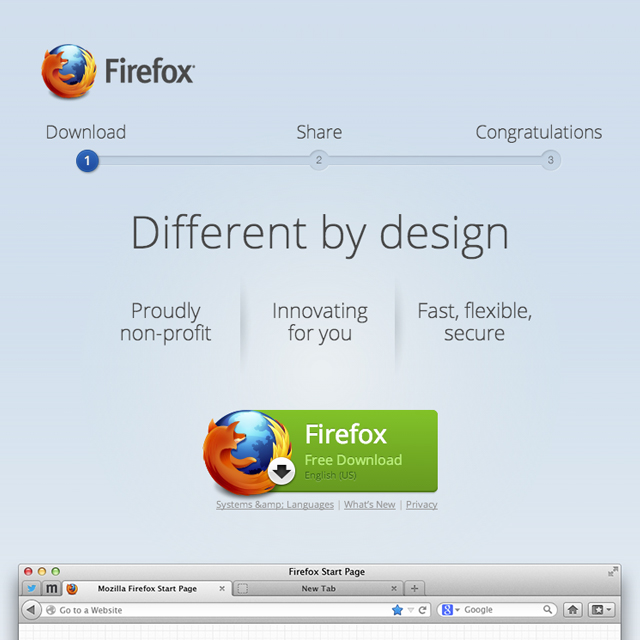 Firefox
Download Share Congratulations
1 2 3
Different by design
Proudly
non-profit
Innovating
for you
Fast, flexible,
secure
Firefox
Free Download
English (US)
Systems &amp; Languages | What's New | Privacy
Firefox Start Page
m Mozilla Firefox Start Page New Tab
Go to a Website Google